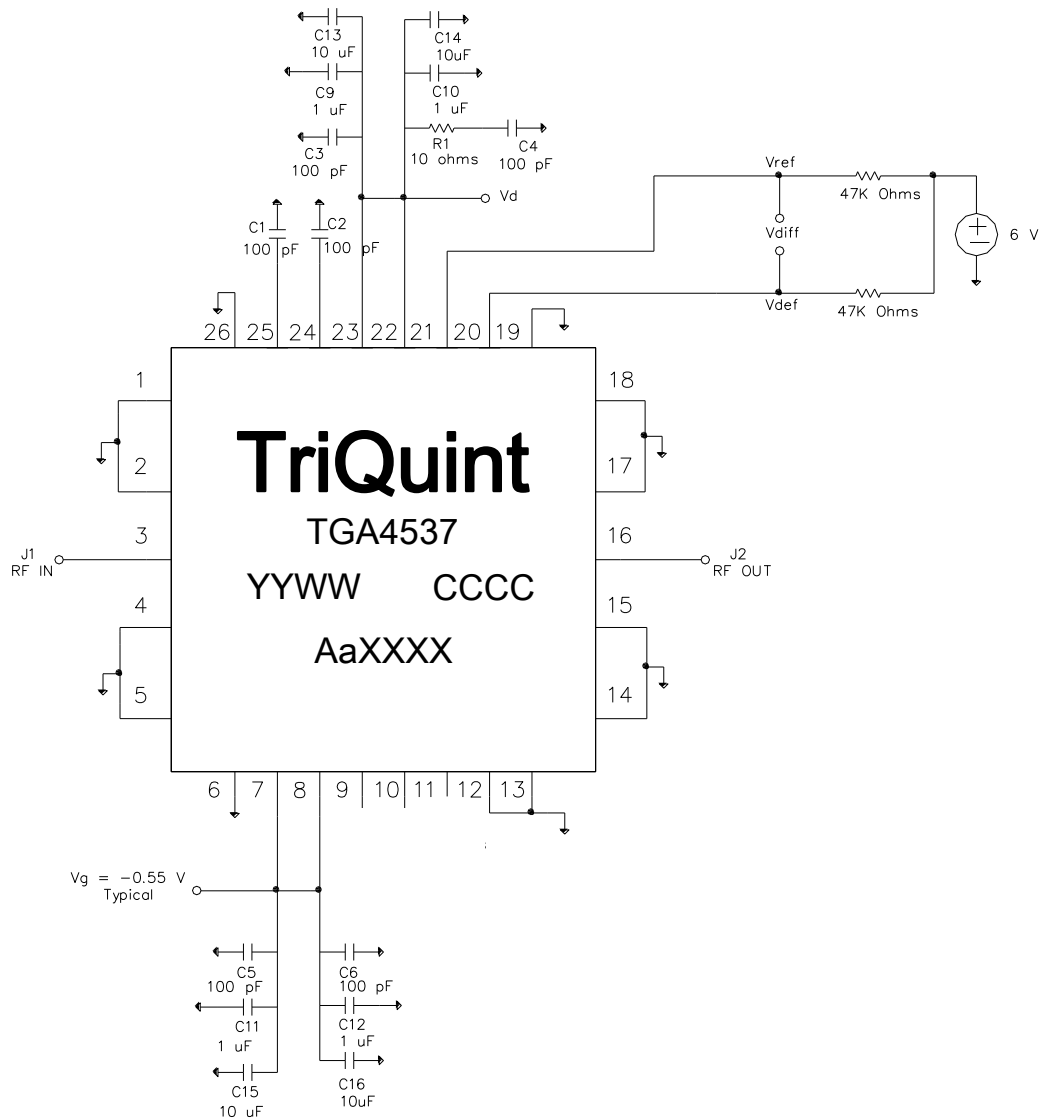 C13
10 uF
C14
10uF
C9
1 uF
C10
1 uF
C3
100 pF
R1
10 ohms
C4
100 pF
Vd
C1
100 pF
C2
100 pF
Vref
47K Ohms
Vdiff
6 V
Vdef
47K Ohms
26 25 24 23 22 21 20 19
1
2
3
4
5
18
17
16
15
14
TriQuint
TGA4537
YYWW CCCC
AaXXXX
J1
RF IN
J2
RF OUT
6 7 8 9 10 11 12 13
Vg = -0.55 V
Typical
C5
100 pF
C6
100 pF
C11
1 uF
C12
1 uF
C15
10 uF
C16
10uF